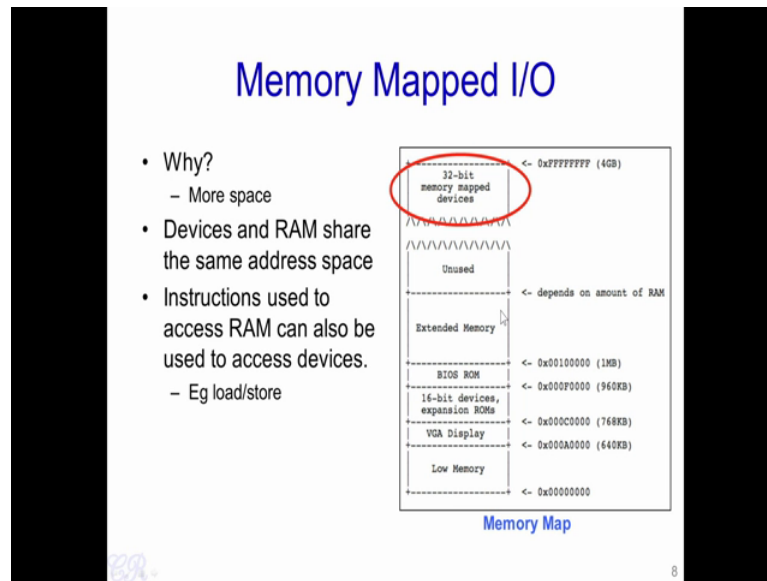 Memory Mapped I/O
• Why?
– More space
• Devices and RAM share
the same address space
• Instructions used to
access RAM can also be
used to access devices.
– Eg load/store
+------------------+ <- 0xFFFFFFFF (4GB)
| 32-bit |
| memory mapped |
| devices |
/\/\/\/\/\/\/\/\/\/\
/\/\/\/\/\/\/\/\/\/\
| Unused |
+------------------+ <- depends on amount of RAM
| Extended Memory |
+------------------+ <- 0x00100000 (1MB)
| BIOS ROM |
+------------------+ <- 0x000F0000 (960KB)
| 16-bit devices, |
| expansion ROMs |
+------------------+ <- 0x000C0000 (768KB)
| VGA Display |
+------------------+ <- 0x000A0000 (640KB)
| Low Memory |
+------------------+ <- 0x00000000
Memory Map
8